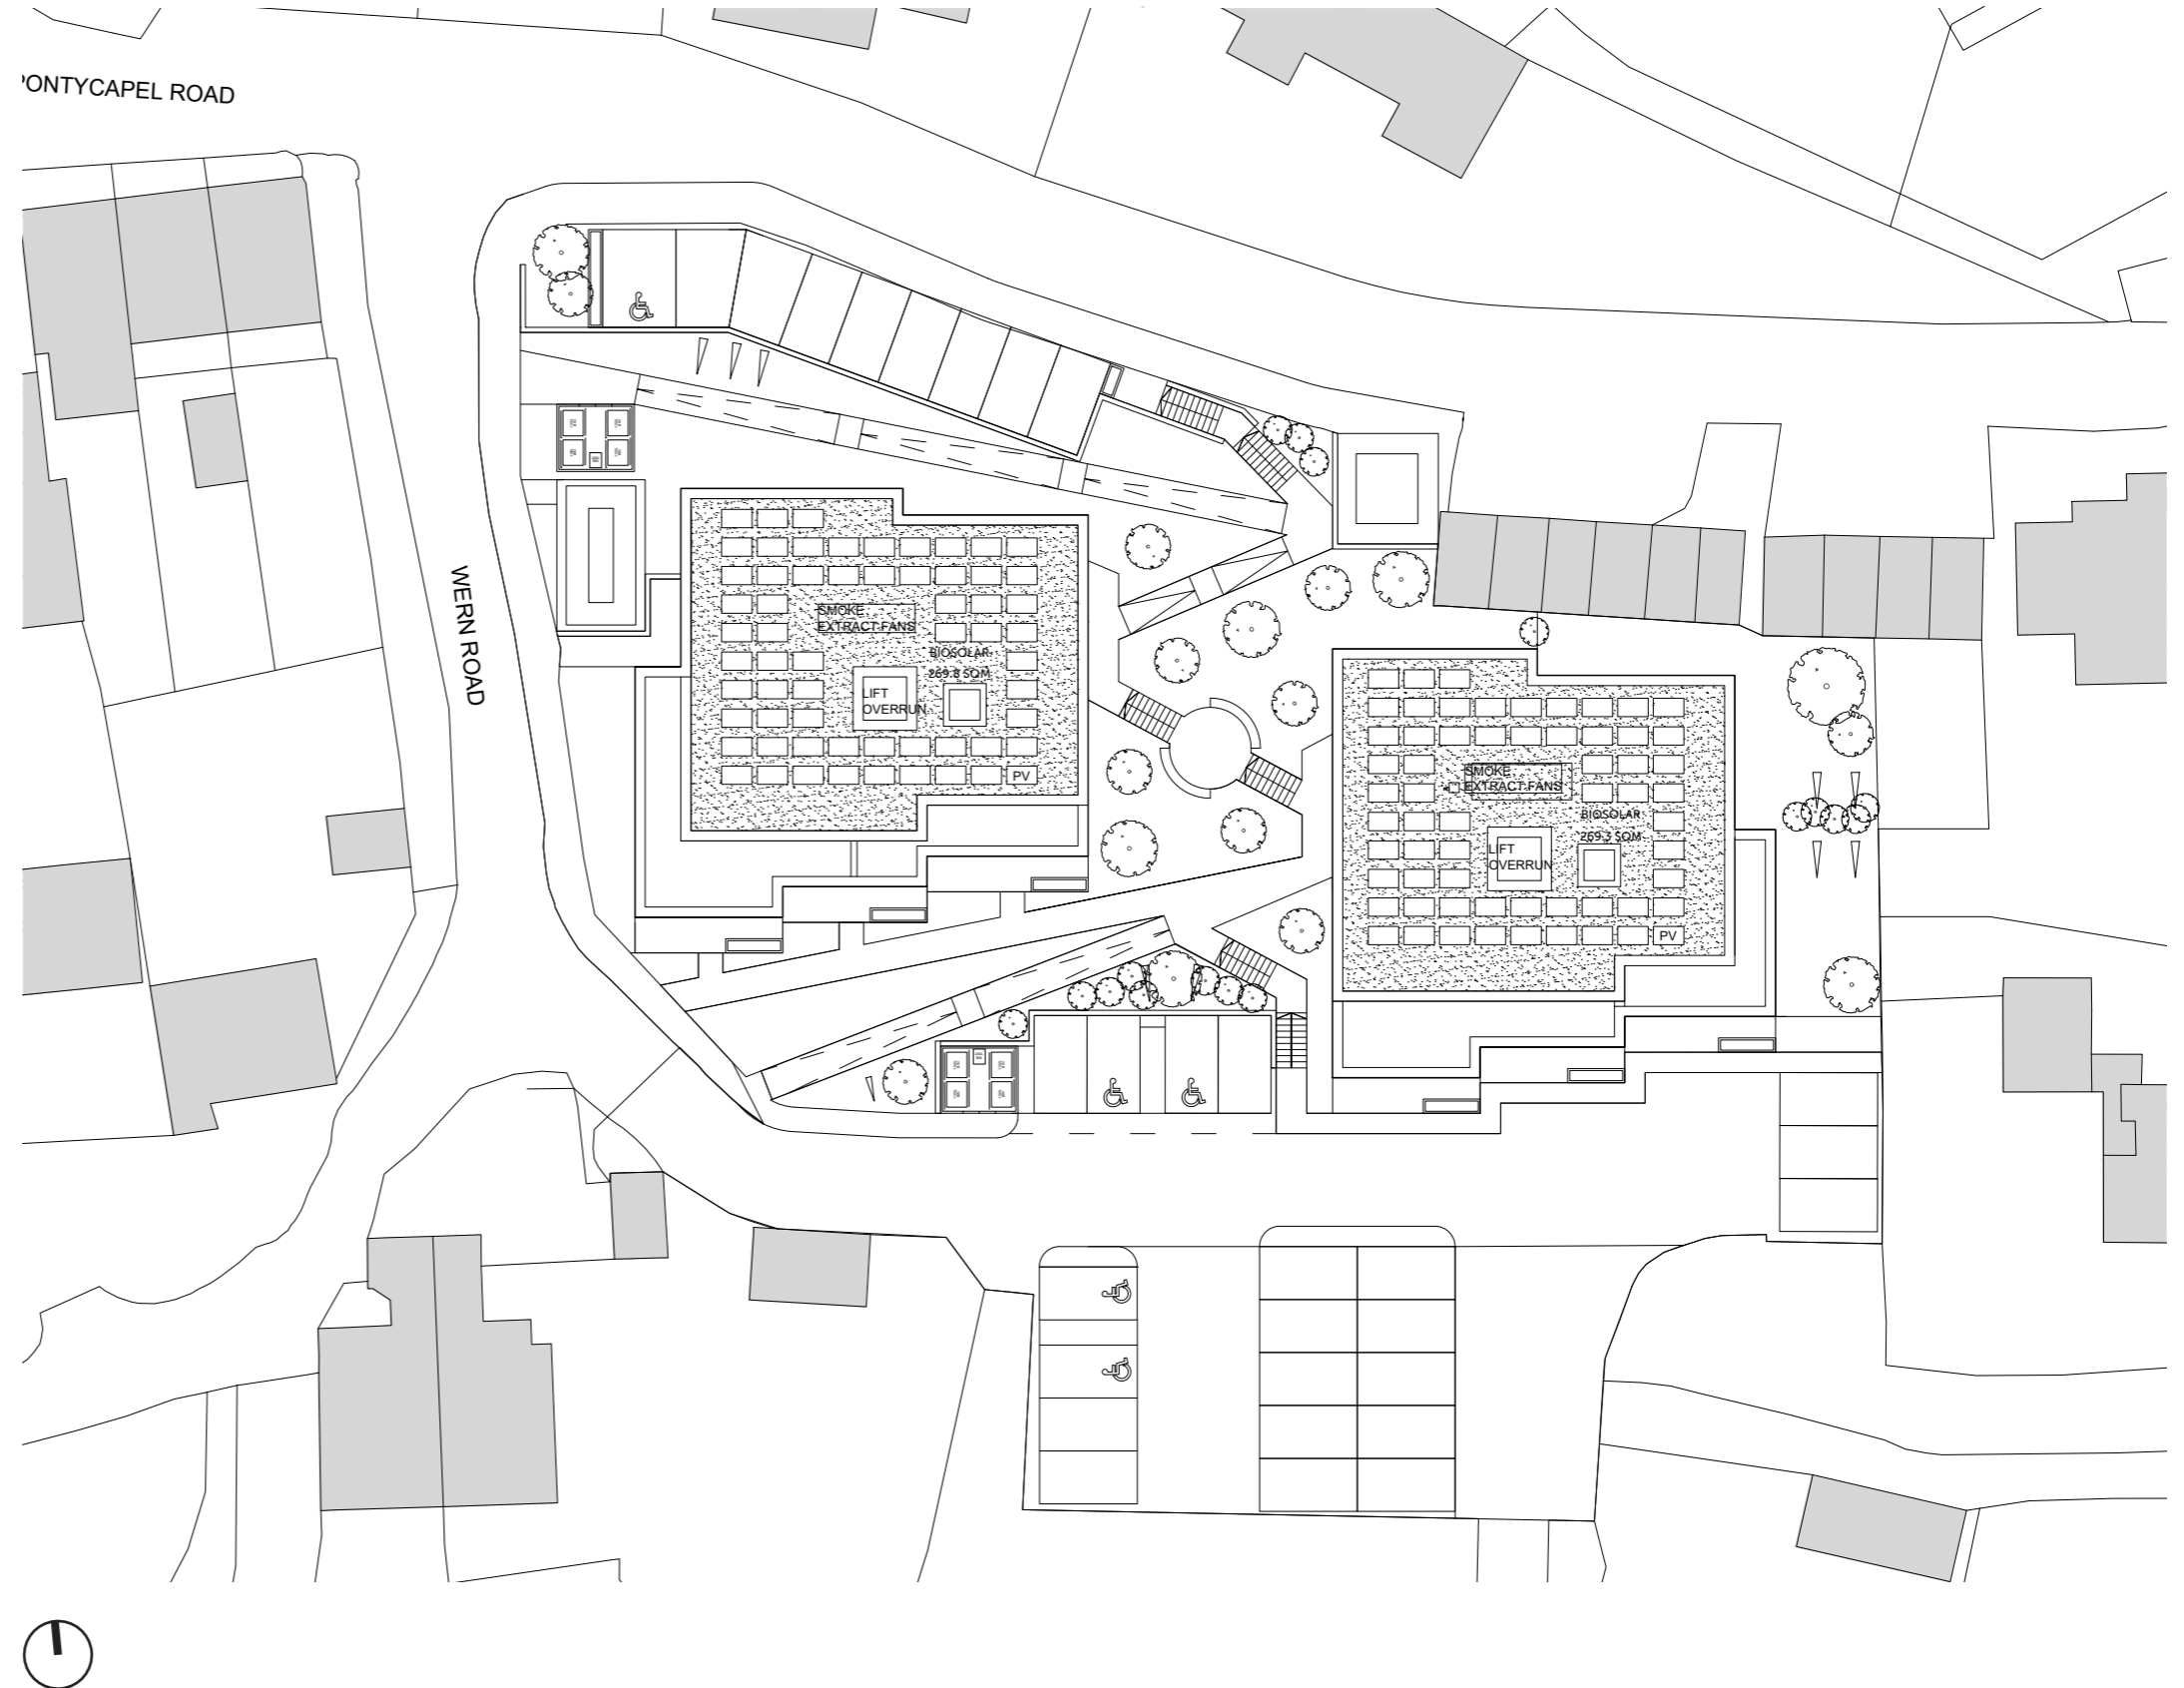 PONTYCAPEL ROAD
WERN ROAD
SMOKE
EXTRACT FANS
BIOSOLAR
269.8 SQM
LIFT
OVERRUN
PV
SMOKE
EXTRACT FANS
BIOSOLAR
269.3 SQM
LIFT
OVERRUN
PV